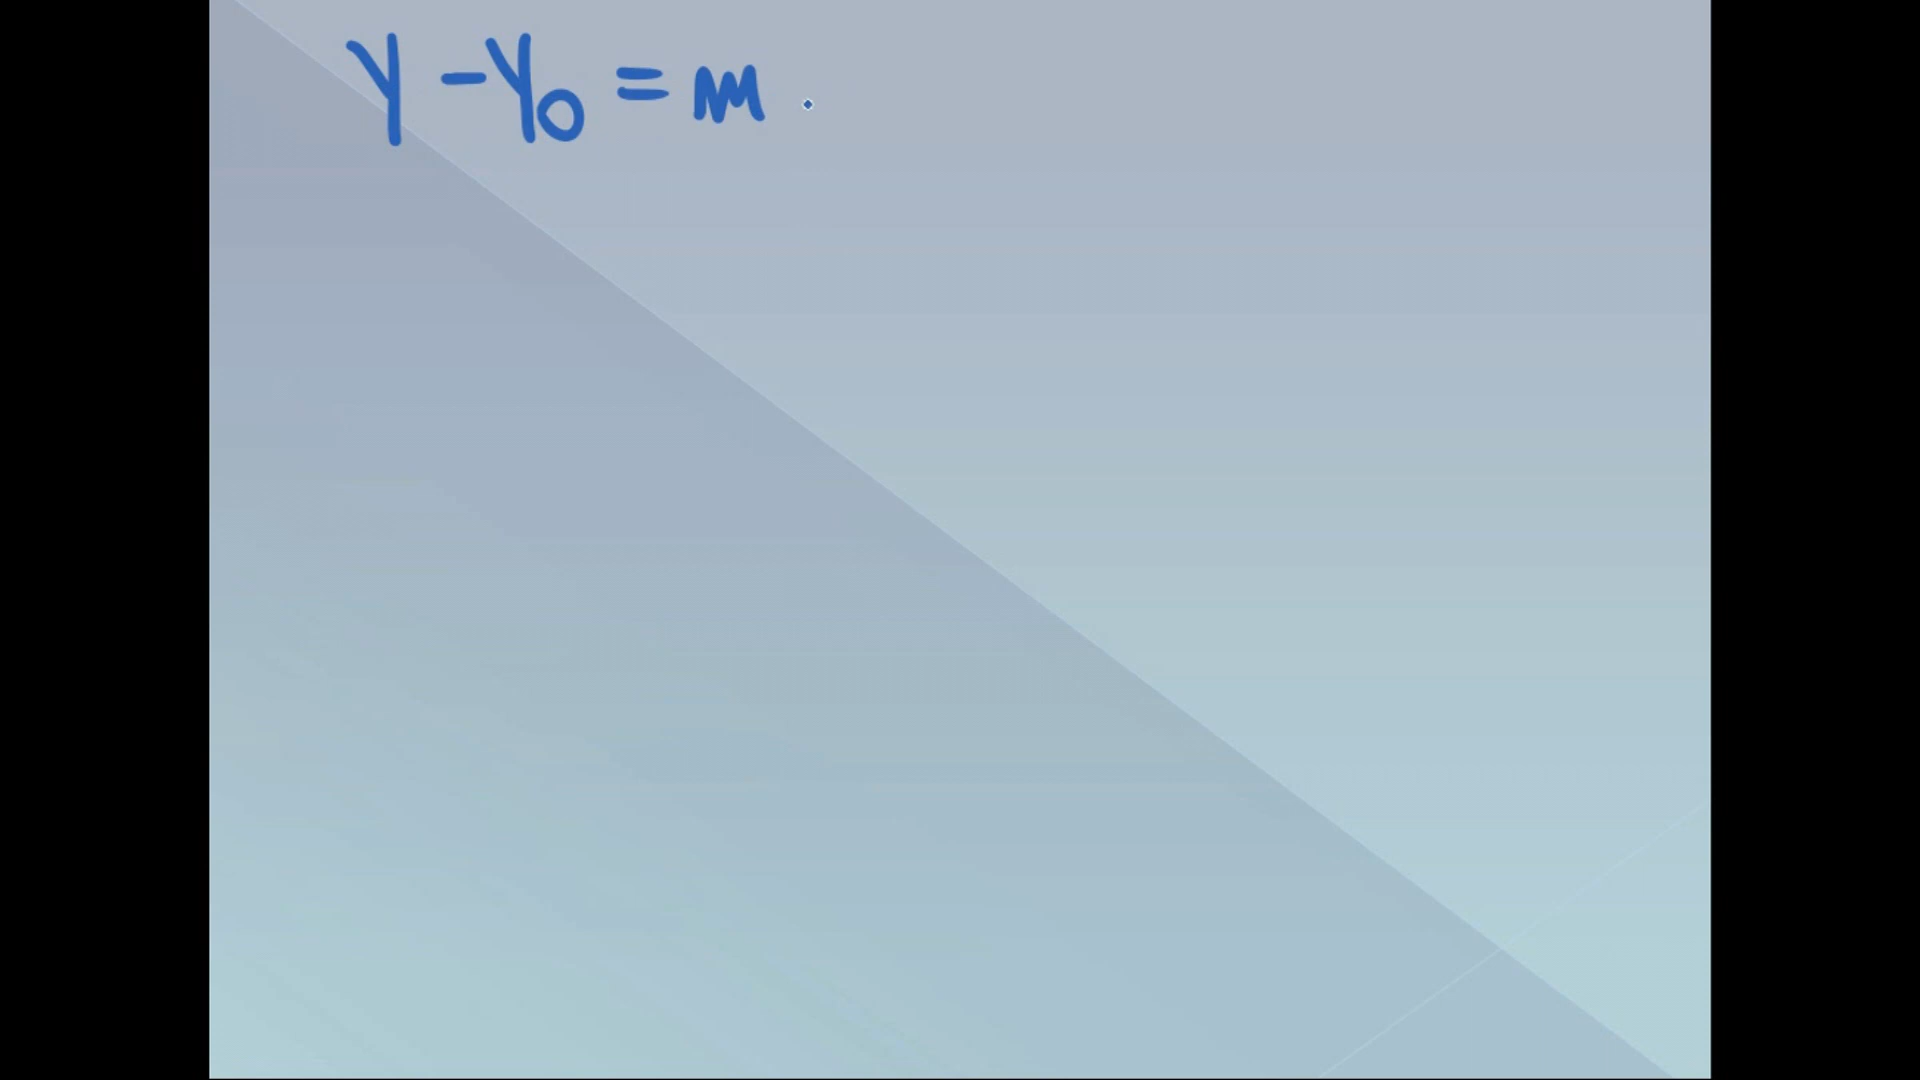 y - y₀ = m